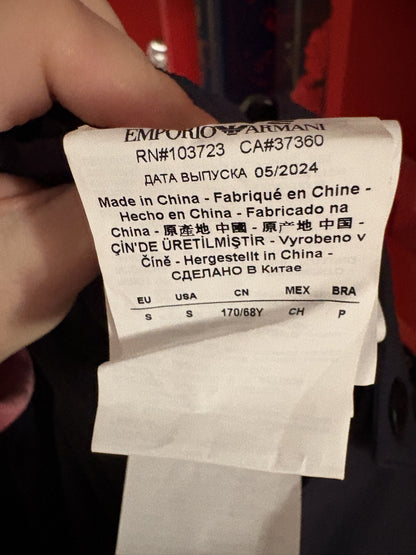 EMPORIO ARMANI
RN#103723 CA#37360
ДАТА ВЫПУСКА 05/2024
Made in China - Fabriqué en Chine -
Hecho en China - Fabricado na
China - 原產地 中國 - 原产地 中国 -
ÇİN'DE ÜRETİLMİŞTİR - Vyrobeno v
Číně - Hergestellt in China -
СДЕЛАНО В Китае
EU USA CN MEX BRA
S S 170/68Y CH P